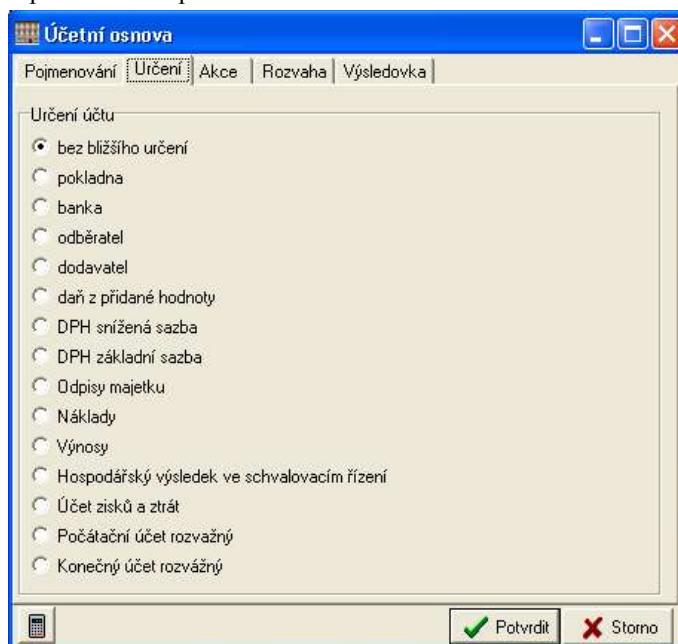 Účetní osnova
Pojmenování Určení Akce Rozvaha Výsledovka
Určení účtu
bez bližšího určení
pokladna
banka
odběratel
dodavatel
daň z přidané hodnoty
DPH snížená sazba
DPH základní sazba
Odpisy majetku
Náklady
Výnosy
Hospodářský výsledek ve schvalovacím řízení
Účet zisků a ztrát
Počátační účet rozvažný
Konečný účet rozvážný
Potvrdit Storno